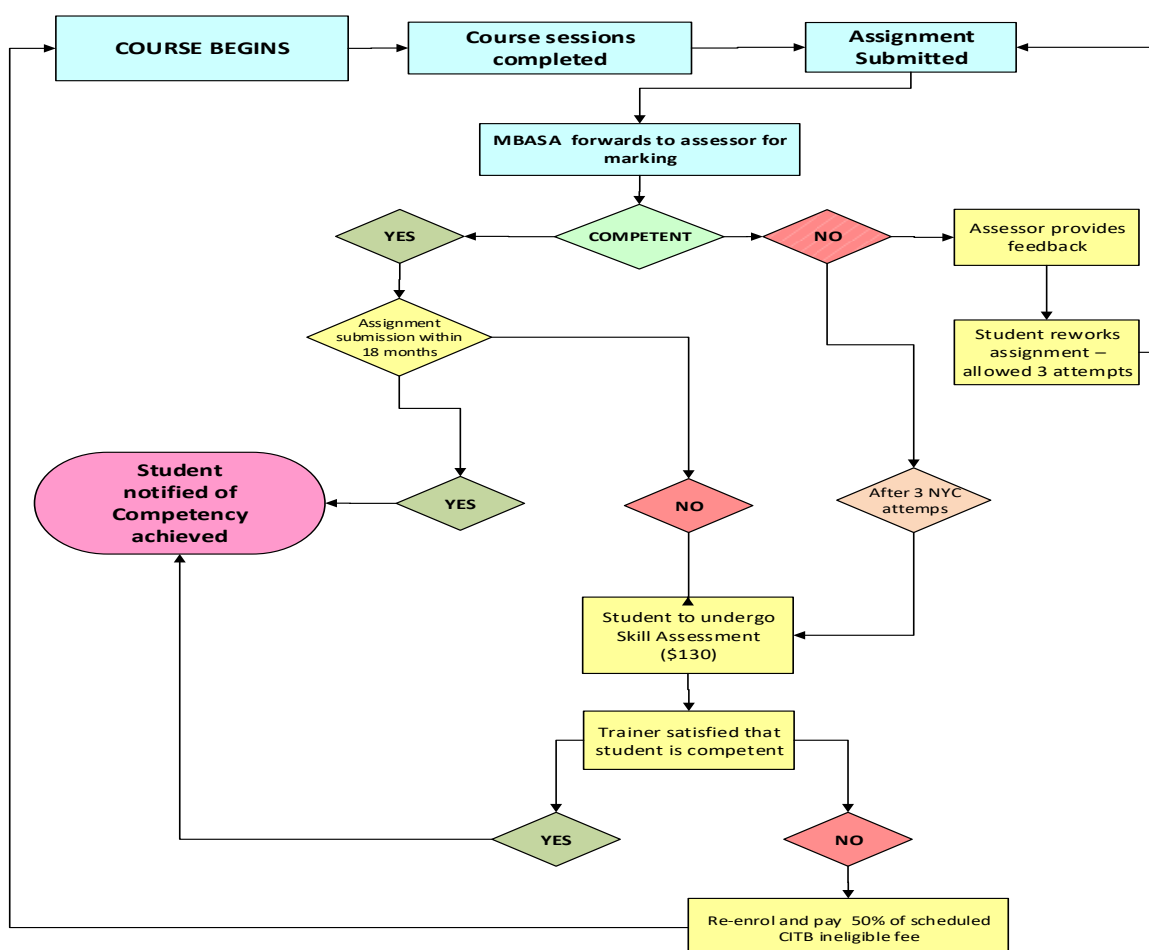 COURSE BEGINS
Course sessions
completed
Assignment
Submitted
MBASA forwards to assessor for
marking
YES
COMPETENT
NO
Assessor provides
feedback
Assignment
submission within
18 months
Student reworks
assignment –
allowed 3 attempts
Student
notified of
Competency
achieved
YES
NO
After 3 NYC
attemps
Student to undergo
Skill Assessment
($130)
Trainer satisfied that
student is competent
YES
NO
Re-enrol and pay 50% of scheduled
CITB ineligible fee